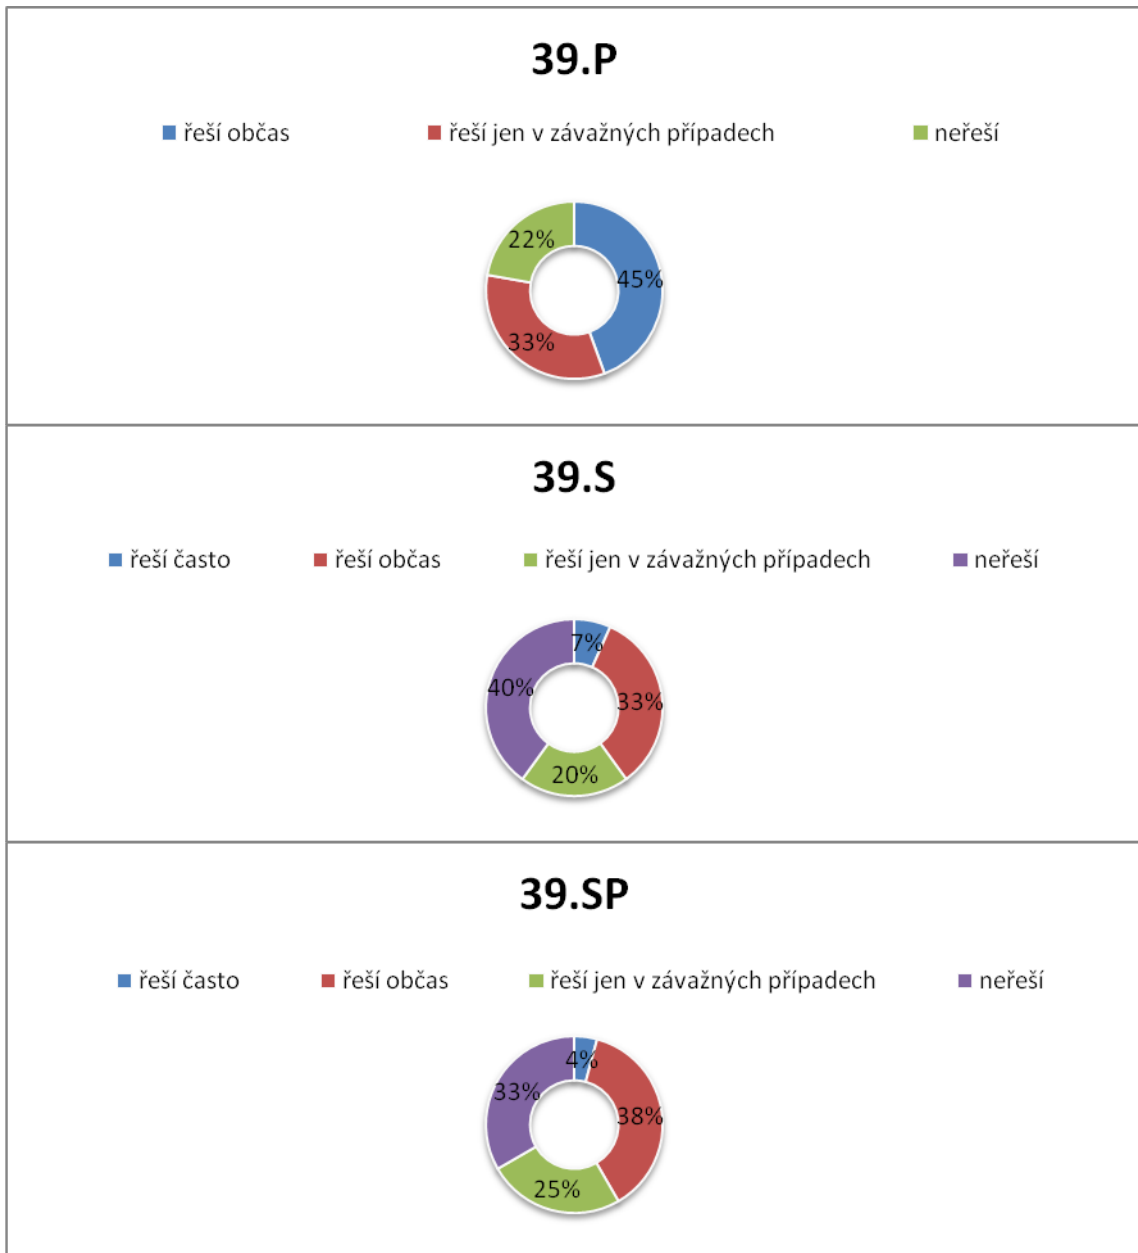 39.P
řeší občas řeší jen v závažných případech neřeší
22%
45%
33%
39.S
řeší často řeší občas řeší jen v závažných případech neřeší
7%
40%
33%
20%
39.SP
řeší často řeší občas řeší jen v závažných případech neřeší
4%
33%
38%
25%